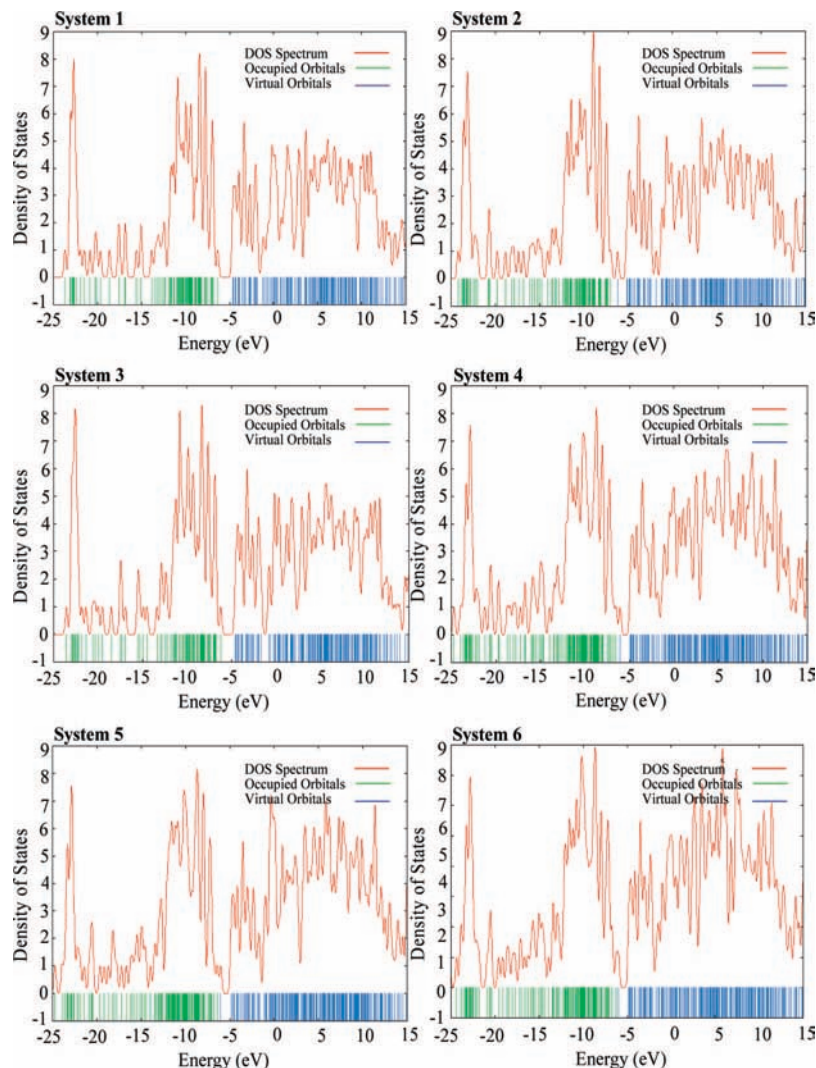 System 1
DOS Spectrum
Occupied Orbitals
Virtual Orbitals
Density of States
9
8
7
6
5
4
3
2
1
0
-1
-25 -20 -15 -10 -5 0 5 10 15
Energy (eV)
System 2
DOS Spectrum
Occupied Orbitals
Virtual Orbitals
Density of States
9
8
7
6
5
4
3
2
1
0
-1
-25 -20 -15 -10 -5 0 5 10 15
Energy (eV)
System 3
DOS Spectrum
Occupied Orbitals
Virtual Orbitals
Density of States
9
8
7
6
5
4
3
2
1
0
-1
-25 -20 -15 -10 -5 0 5 10 15
Energy (eV)
System 4
DOS Spectrum
Occupied Orbitals
Virtual Orbitals
Density of States
9
8
7
6
5
4
3
2
1
0
-1
-25 -20 -15 -10 -5 0 5 10 15
Energy (eV)
System 5
DOS Spectrum
Occupied Orbitals
Virtual Orbitals
Density of States
9
8
7
6
5
4
3
2
1
0
-1
-25 -20 -15 -10 -5 0 5 10 15
Energy (eV)
System 6
DOS Spectrum
Occupied Orbitals
Virtual Orbitals
Density of States
9
8
7
6
5
4
3
2
1
0
-1
-25 -20 -15 -10 -5 0 5 10 15
Energy (eV)